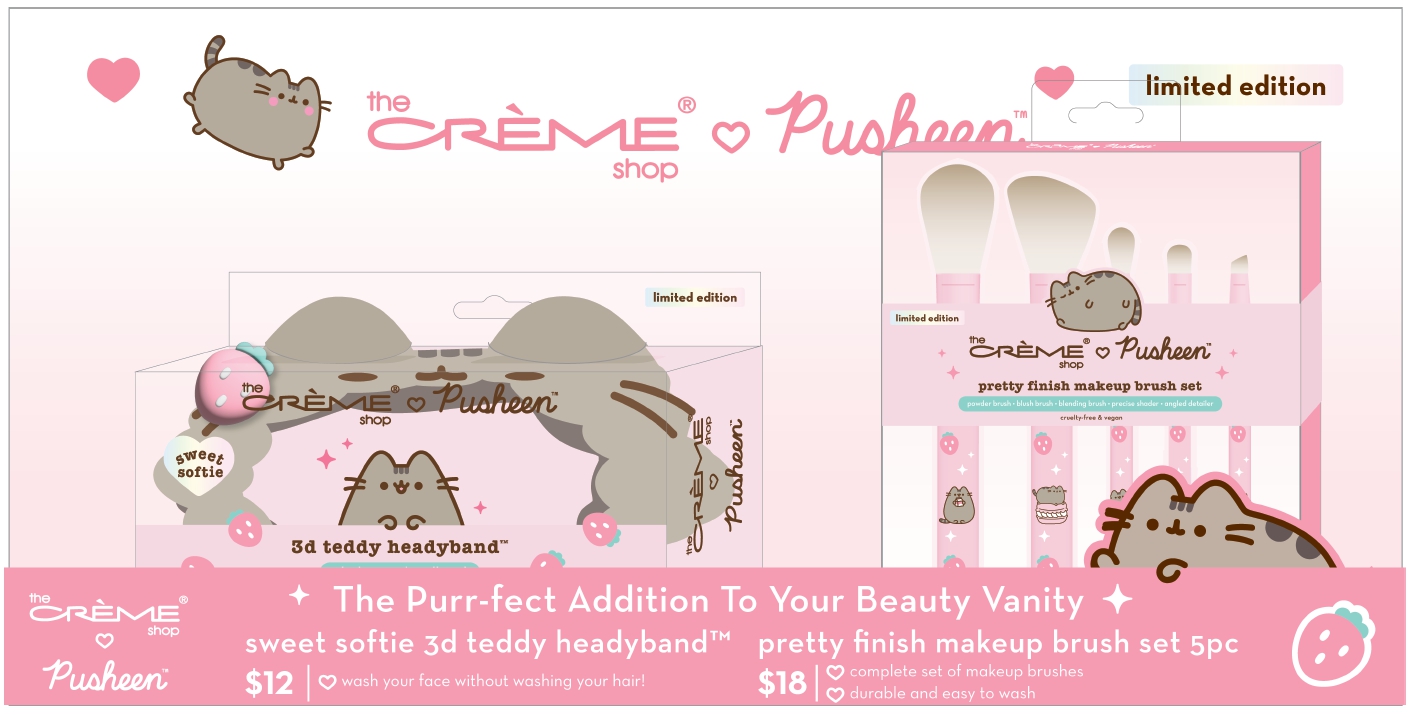 the
CRÈME®
shop
Pusheen™
limited edition
limited edition
the
CRÈME®
shop
Pusheen™
sweet
softie
the
CRÈME
shop
Pusheen™
3d teddy headyband™
limited edition
the
CRÈME®
shop
Pusheen™
pretty finish makeup brush set
powder brush • blush brush • blending brush • precise shader • angled detailer
cruelty-free & vegan
the
CRÈME®
shop
Pusheen™
The Purr-fect Addition To Your Beauty Vanity
sweet softie 3d teddy headyband™
$12
wash your face without washing your hair!
pretty finish makeup brush set 5pc
$18
complete set of makeup brushes
durable and easy to wash